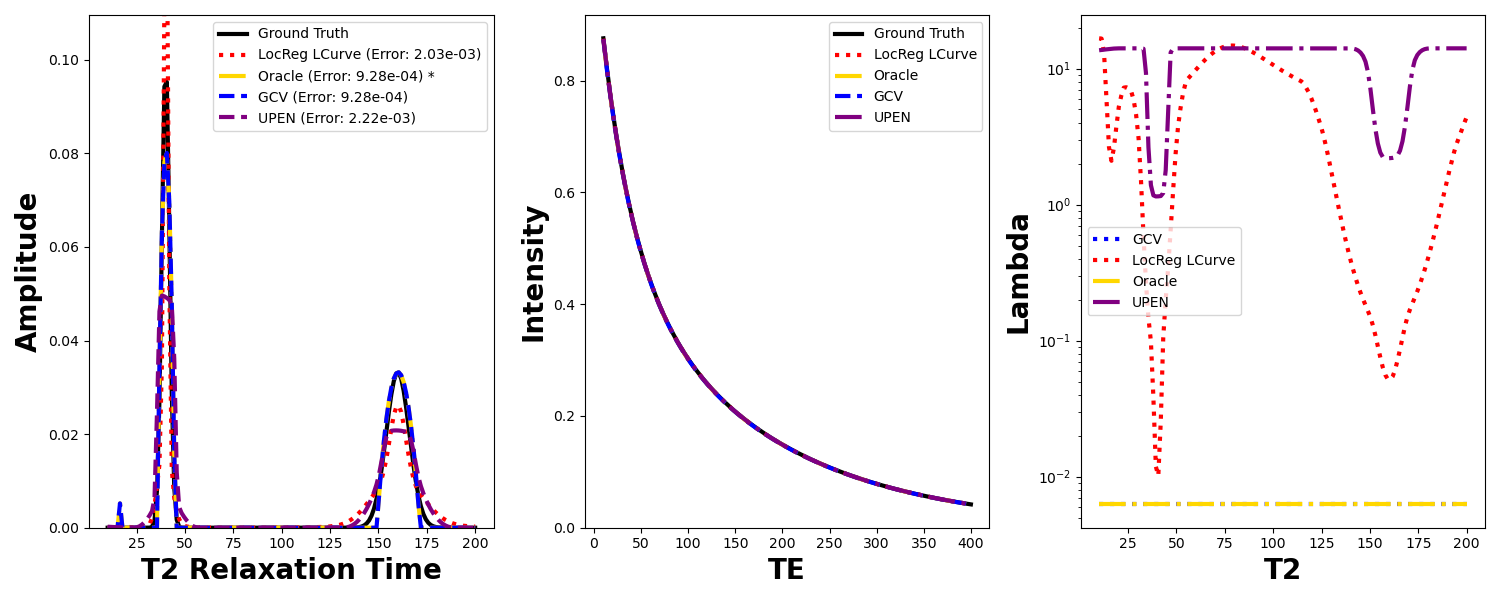 Amplitude
0.10
0.08
0.06
0.04
0.02
0.00
Ground Truth
LocReg LCurve (Error: 2.03e-03)
Oracle (Error: 9.28e-04) *
GCV (Error: 9.28e-04)
UPEN (Error: 2.22e-03)
25 50 75 100 125 150 175 200
T2 Relaxation Time
Intensity
0.8
0.6
0.4
0.2
0.0
Ground Truth
LocReg LCurve
Oracle
GCV
UPEN
0 50 100 150 200 250 300 350 400
TE
Lambda
10^1
10^0
10^-1
10^-2
GCV
LocReg LCurve
Oracle
UPEN
25 50 75 100 125 150 175 200
T2